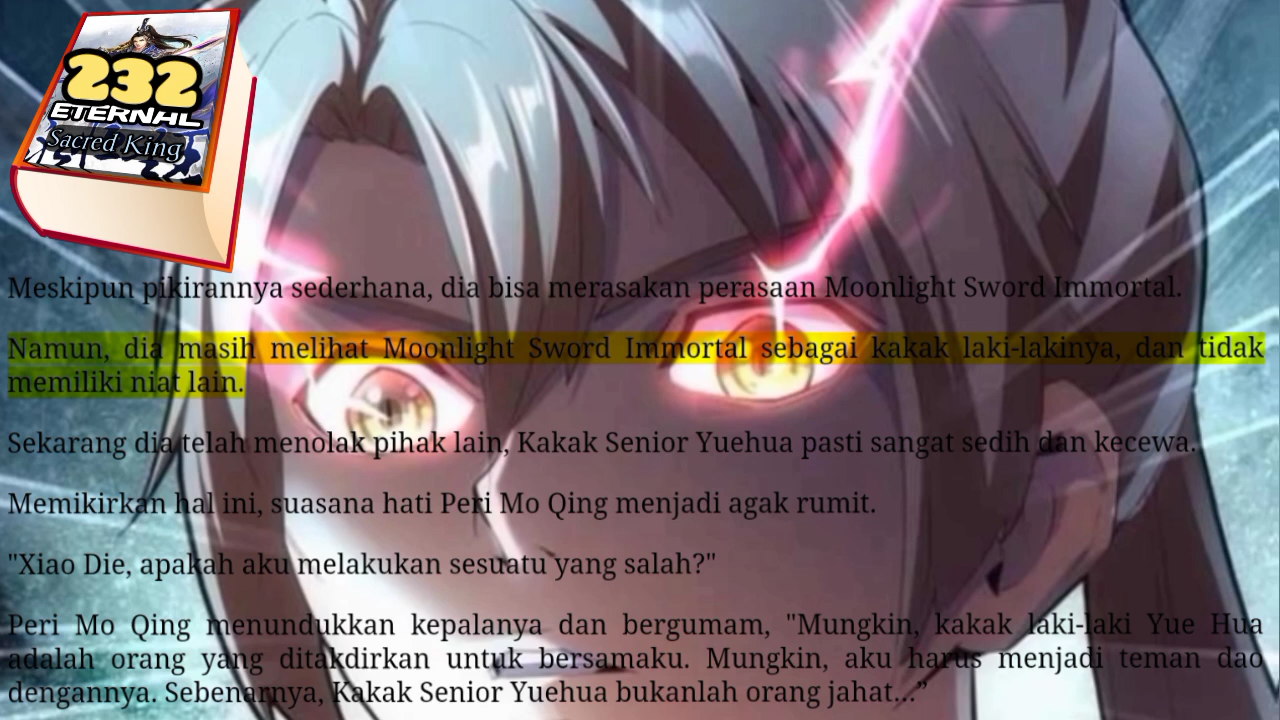 232
ETERNAL
Sacred King
Meskipun pikirannya sederhana, dia bisa merasakan perasaan Moonlight Sword Immortal.
Namun, dia masih melihat Moonlight Sword Immortal sebagai kakak laki-lakinya, dan tidak
memiliki niat lain.
Sekarang dia telah menolak pihak lain, Kakak Senior Yuehua pasti sangat sedih dan kecewa.
Memikirkan hal ini, suasana hati Peri Mo Qing menjadi agak rumit.
"Xiao Die, apakah aku melakukan sesuatu yang salah?"
Peri Mo Qing menundukkan kepalanya dan bergumam, "Mungkin, kakak laki-laki Yue Hua
adalah orang yang ditakdirkan untuk bersamaku. Mungkin, aku harus menjadi teman dao
dengannya. Sebenarnya, Kakak Senior Yuehua bukanlah orang jahat…”